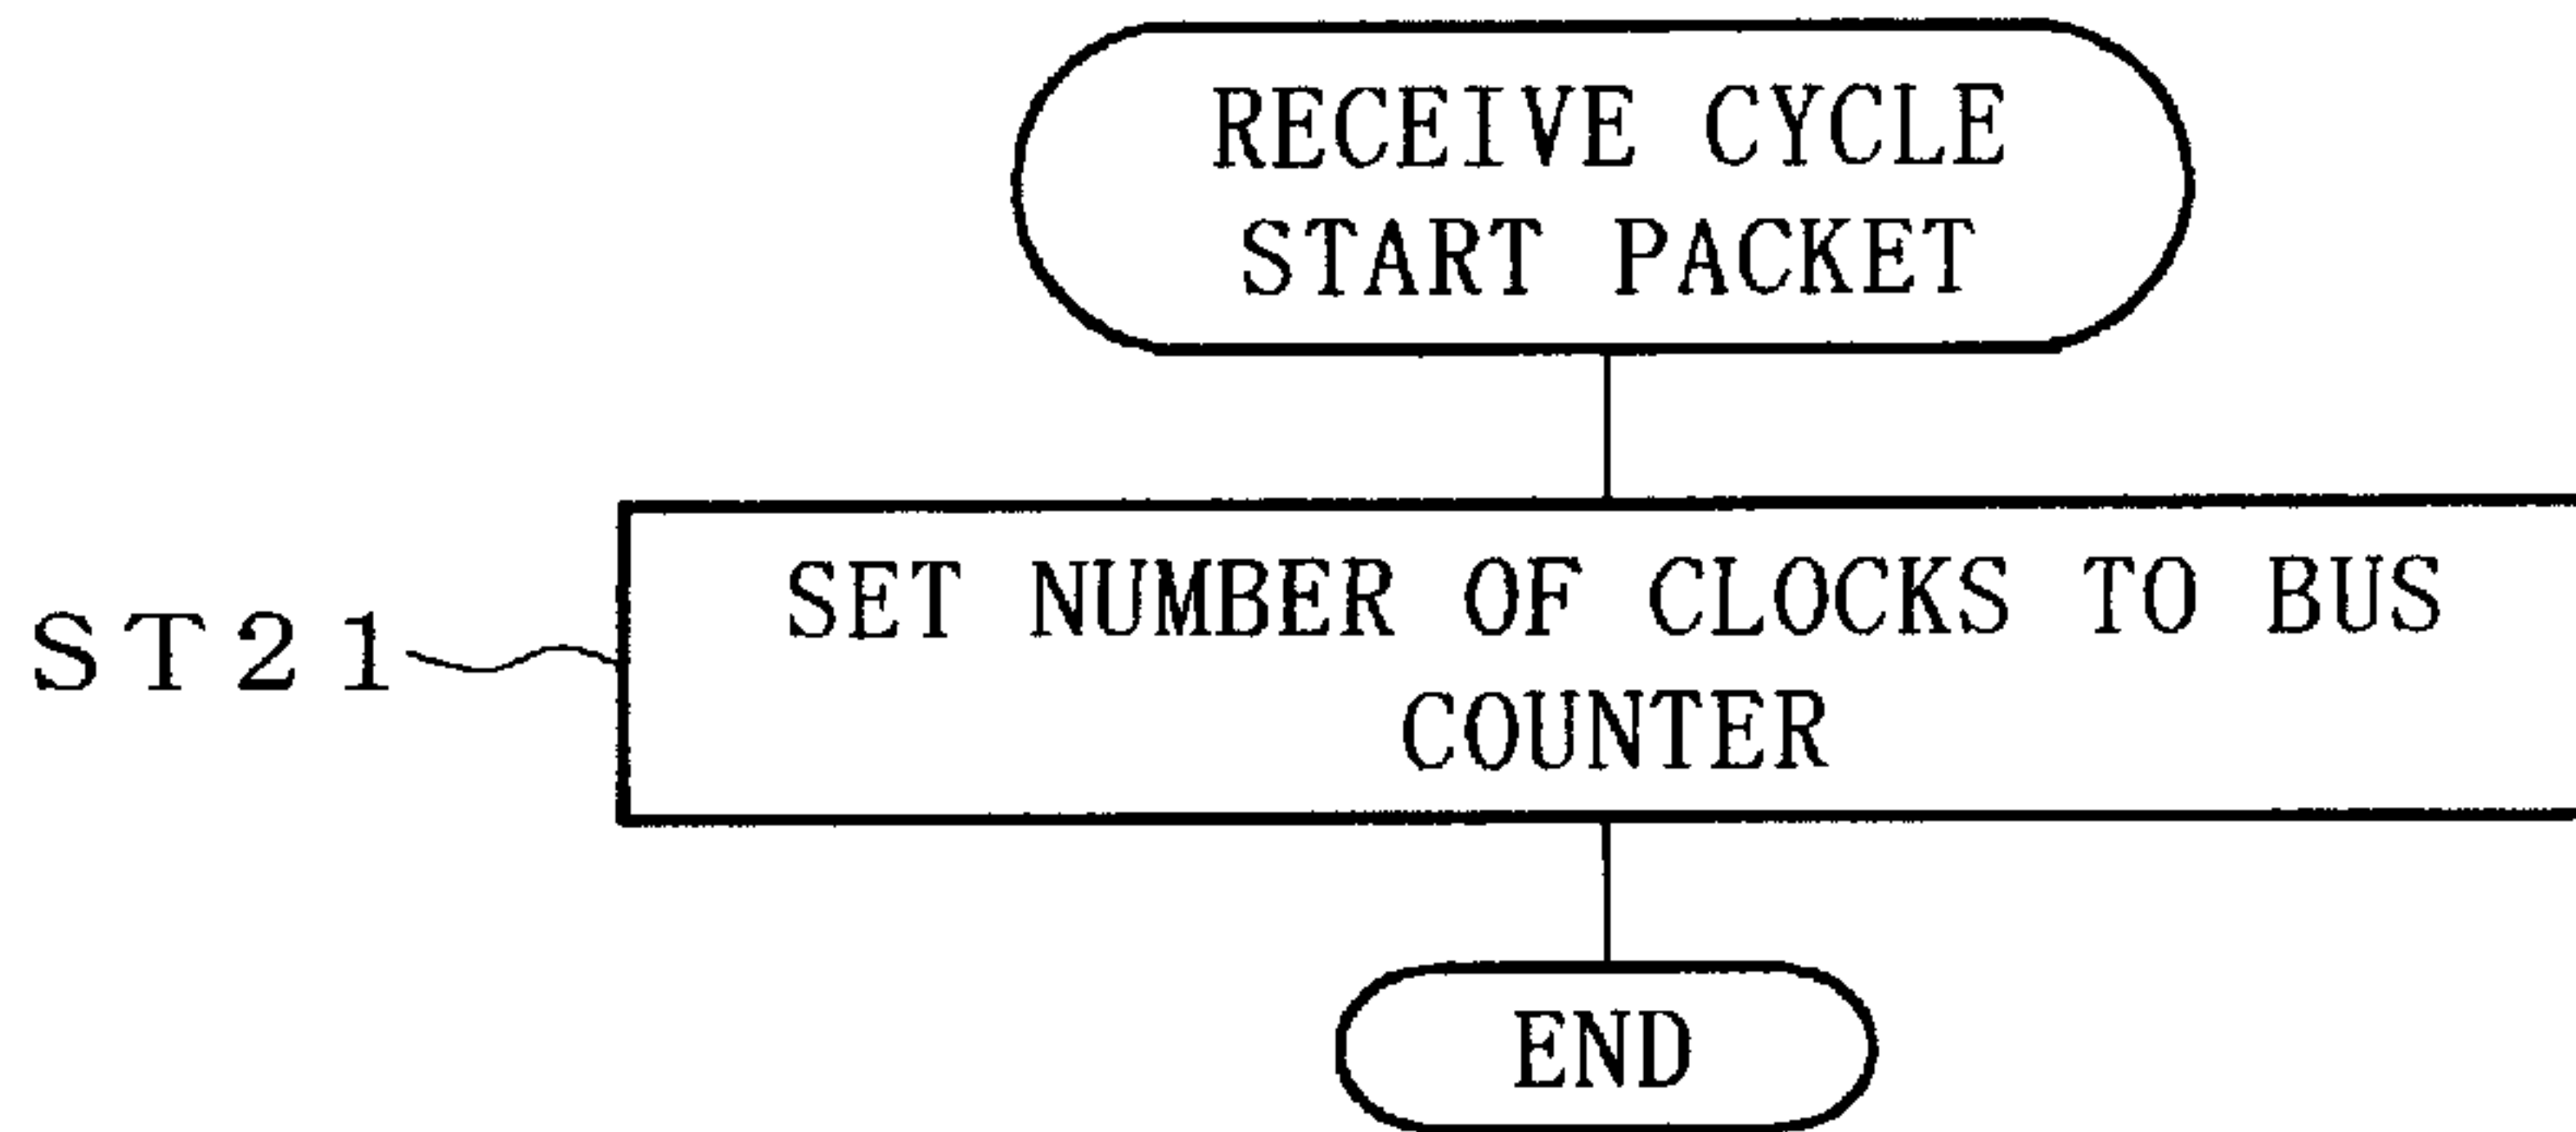 RECEIVE CYCLE
START PACKET
SET NUMBER OF CLOCKS TO BUS
ST21
COUNTER
END